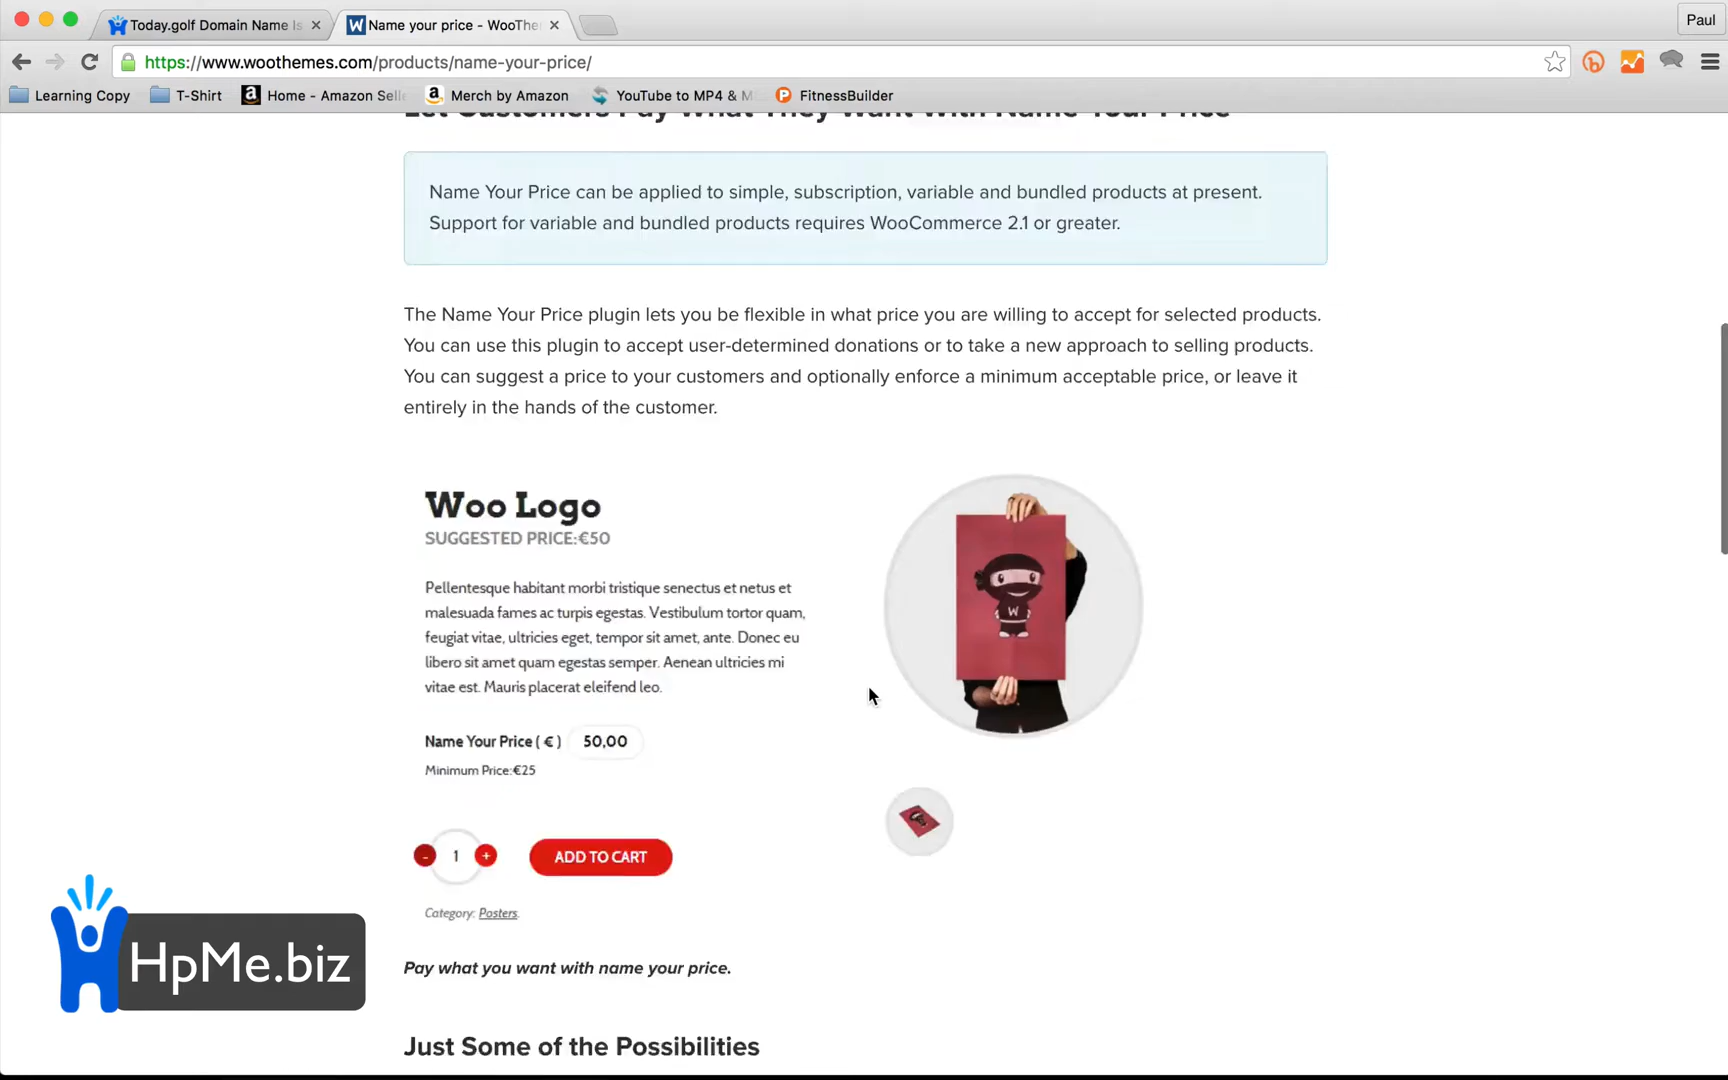 Today.golf Domain Name Is
Name your price - WooThe
Paul
https://www.woothemes.com/products/name-your-price/
Learning Copy
T-Shirt
Home - Amazon Sell
Merch by Amazon
YouTube to MP4 & M
FitnessBuilder
Let Customers Pay What They Want With Name Your Price
Name Your Price can be applied to simple, subscription, variable and bundled products at present.
Support for variable and bundled products requires WooCommerce 2.1 or greater.
The Name Your Price plugin lets you be flexible in what price you are willing to accept for selected products.
You can use this plugin to accept user-determined donations or to take a new approach to selling products.
You can suggest a price to your customers and optionally enforce a minimum acceptable price, or leave it
entirely in the hands of the customer.
Woo Logo
SUGGESTED PRICE:€50
Pellentesque habitant morbi tristique senectus et netus et
malesuada fames ac turpis egestas. Vestibulum tortor quam,
feugiat vitae, ultricies eget, tempor sit amet, ante. Donec eu
libero sit amet quam egestas semper. Aenean ultricies mi
vitae est. Mauris placerat eleifend leo.
W
Name Your Price ( € ) 50,00
Minimum Price:€25
- 1 + ADD TO CART
Category: Posters.
HpMe.biz
Pay what you want with name your price.
Just Some of the Possibilities